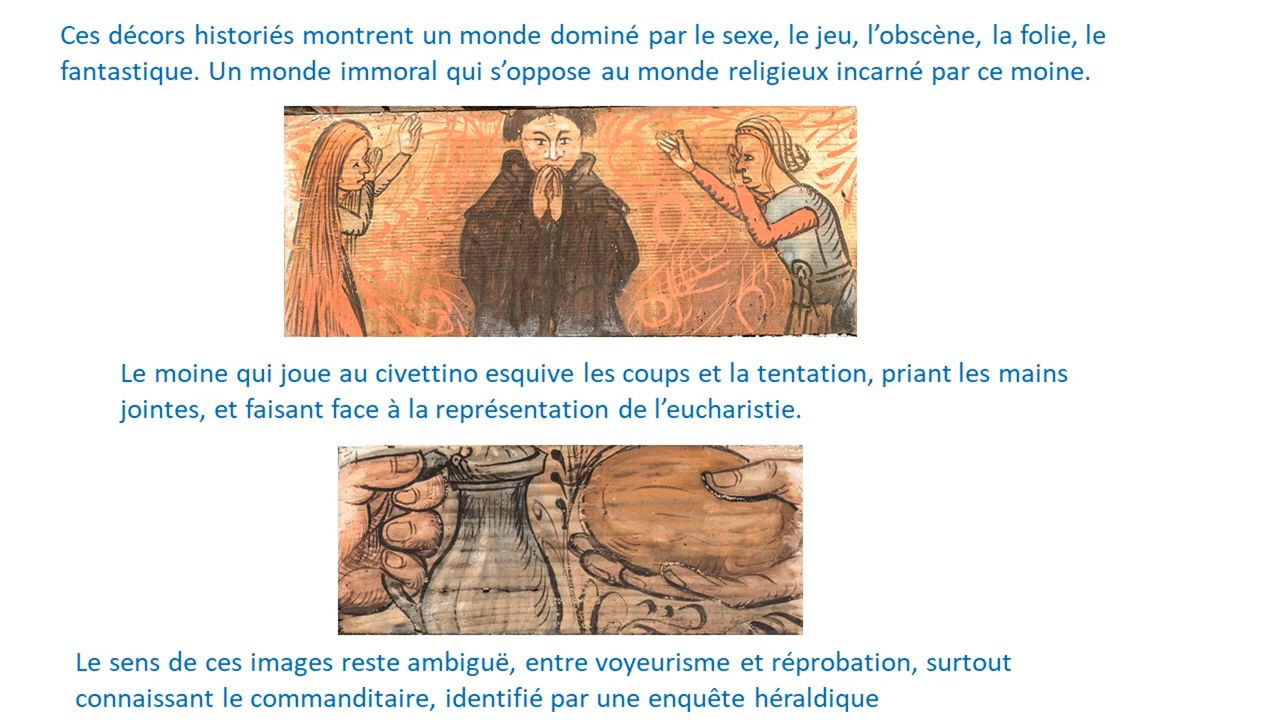 Ces décors historiés montrent un monde dominé par le sexe, le jeu, l’obscène, la folie, le
fantastique. Un monde immoral qui s’oppose au monde religieux incarné par ce moine.
Le moine qui joue au civettino esquive les coups et la tentation, priant les mains
jointes, et faisant face à la représentation de l’eucharistie.
Le sens de ces images reste ambiguë, entre voyeurisme et réprobation, surtout
connaissant le commanditaire, identifié par une enquête héraldique